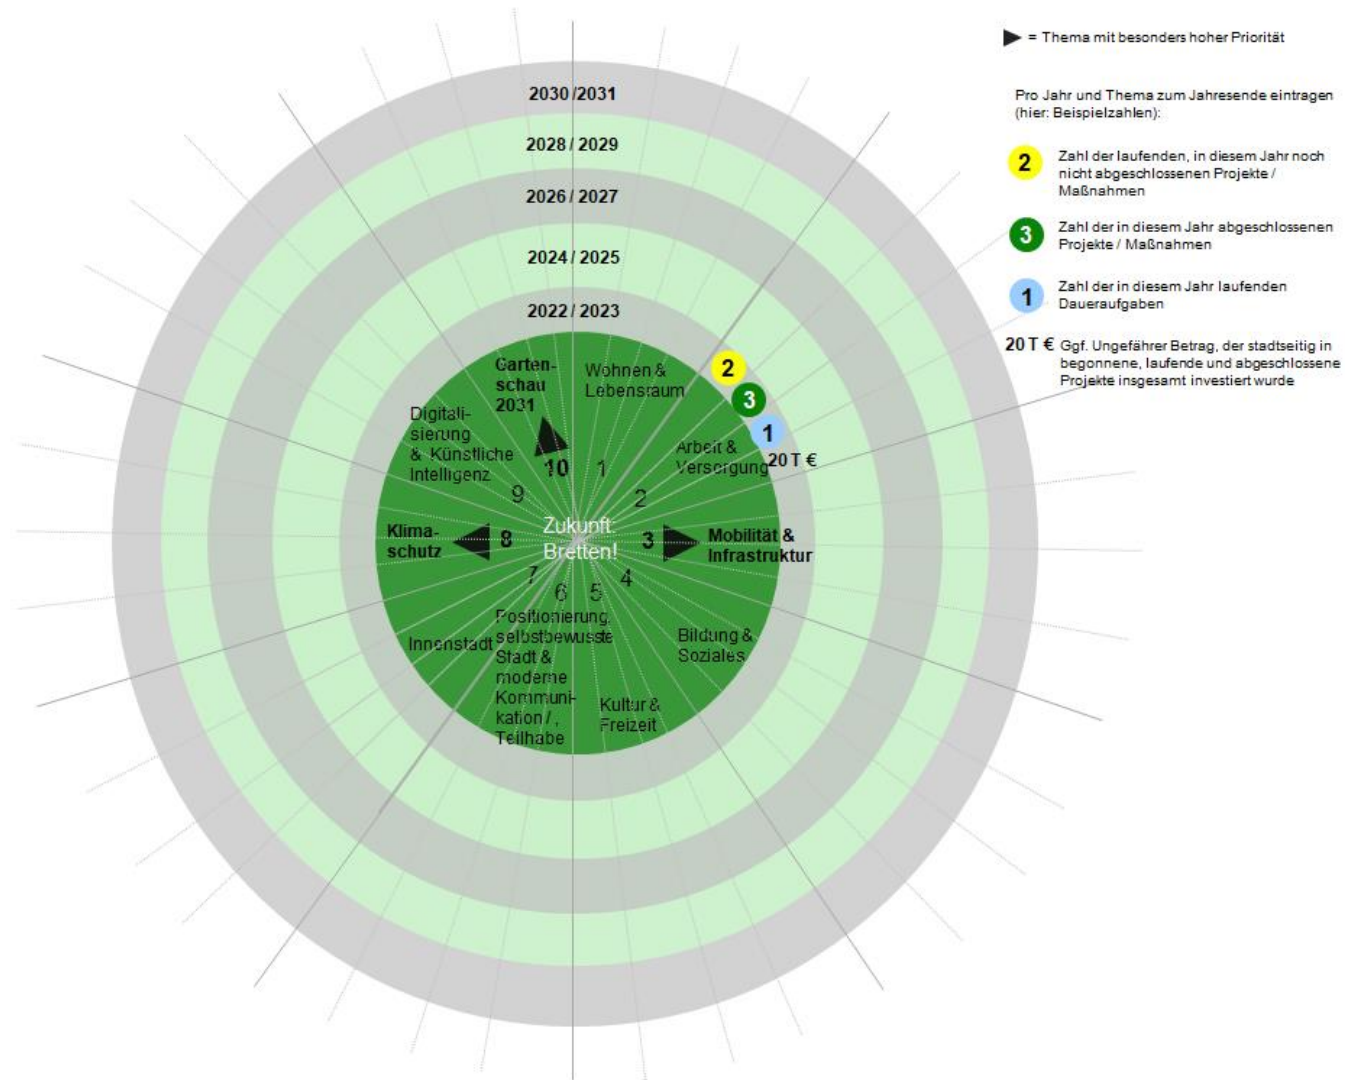 = Thema mit besonders hoher Priorität
Pro Jahr und Thema zum Jahresende eintragen
(hier: Beispielzahlen):
2
Zahl der laufenden, in diesem Jahr noch
nicht abgeschlossenen Projekte /
Maßnahmen
3
Zahl der in diesem Jahr abgeschlossenen
Projekte / Maßnahmen
1
Zahl der in diesem Jahr laufenden
Daueraufgaben
20 T €
Ggf. Ungefährer Betrag, der stadtseitig in
begonnene, laufende und abgeschlossene
Projekte insgesamt investiert wurde
2030 /2031
2028 / 2029
2026 / 2027
2024 / 2025
2022 / 2023
2
3
1
20 T €
Zukunft:
Bretten!
Wohnen &
Lebensraum
1
Arbeit &
Versorgung
2
3
Mobilität &
Infrastruktur
4
Bildung &
Soziales
5
Kultur &
Freizeit
6
Positionierung,
selbstbewusste
Stadt &
moderne
Kommuni-
kation / ,
Teilhabe
7
Innenstadt
8
Klima-
schutz
9
Digitali-
sierung
& Künstliche
Intelligenz
10
Garten-
schau
2031